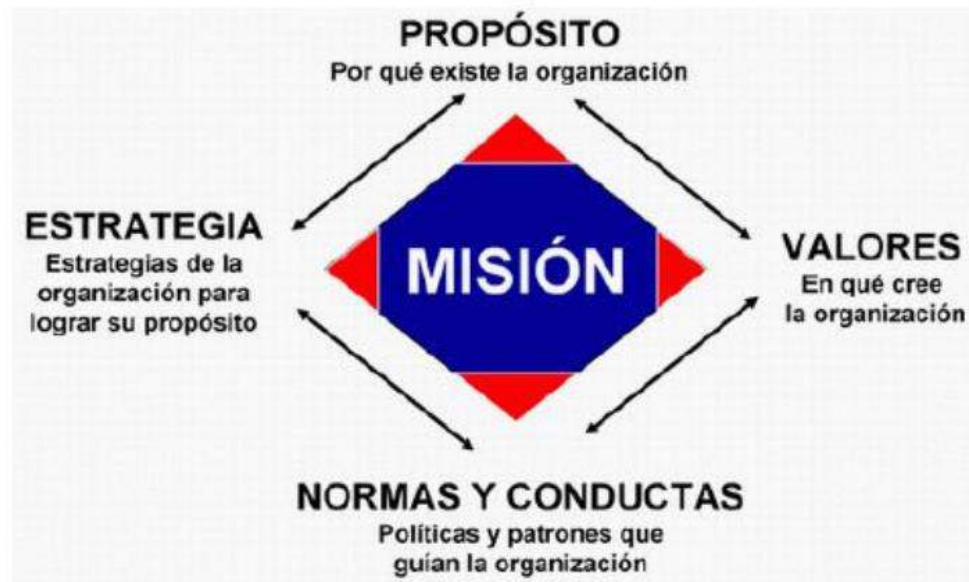 PROPÓSITO
Por qué existe la organización
ESTRATEGIA
Estrategias de la
organización para
lograr su propósito
MISIÓN
VALORES
En qué cree
la organización
NORMAS Y CONDUCTAS
Políticas y patrones que
guían la organización